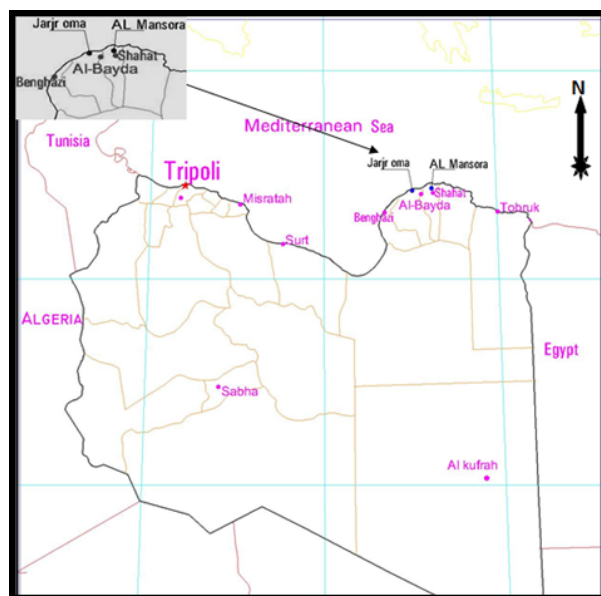 Jarjr oma
AL Mansora
Shahat
Al-Bayda
Benghazi
N
Mediterranean Sea
Tunisia
Tripoli
Jarjr oma
AL Mansora
Misratah
Shahat
Al-Bayda
Benghazi
Tobruk
Surt
ALGERIA
Egypt
Sabha
Al kufrah